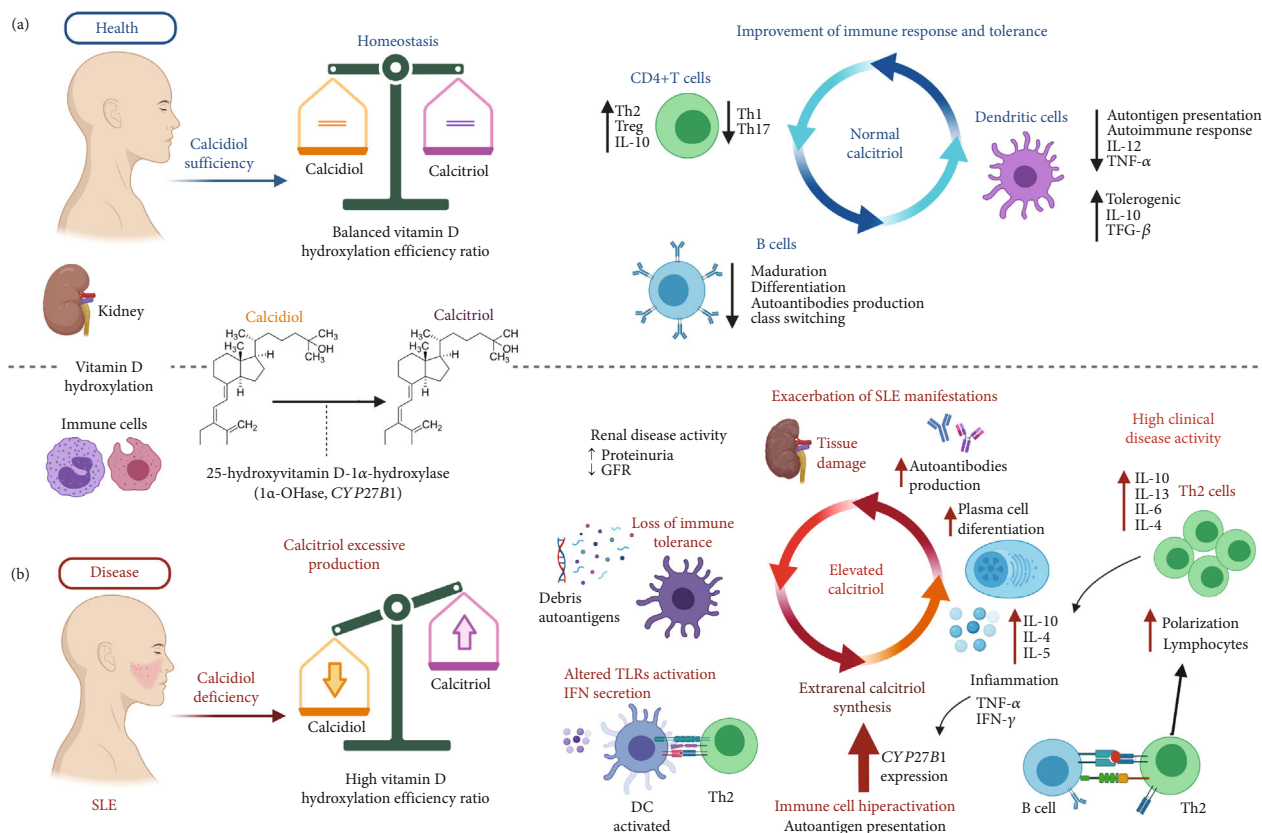 (a)
Health
Calcidiol
sufficiency
Homeostasis
Calcidiol
Calcitriol
Balanced vitamin D
hydroxylation efficiency ratio
Improvement of immune response and tolerance
CD4+T cells
Th2
Treg
IL-10
Th1
Th17
Normal
calcitriol
Dendritic cells
Autontigen presentation
Autoimmune response
IL-12
TNF-α
Tolerogenic
IL-10
TFG-β
B cells
Maduration
Differentiation
Autoantibodies production
class switching
Kidney
Vitamin D
hydroxylation
Immune cells
Calcidiol
H₃C
CH₃
OH
H₃C
CH₃
H
H
CH₂
Calcitriol
H₃C
CH₃
OH
H₃C
CH₃
H
H
CH₂
25-hydroxyvitamin D-1α-hydroxylase
(1α-OHase, CYP27B1)
(b)
Disease
SLE
Calcidiol
deficiency
Calcitriol excessive
production
Calcidiol
Calcitriol
High vitamin D
hydroxylation efficiency ratio
Renal disease activity
↑ Proteinuria
↓ GFR
Exacerbation of SLE manifestations
Tissue
damage
Autoantibodies
production
Plasma cell
diferentiation
Loss of immune
tolerance
Debris
autoantigens
Elevated
calcitriol
IL-10
IL-4
IL-5
Infiammation
TNF-α
IFN-γ
Altered TLRs activation
IFN secretion
DC
activated
Th2
Extrarenal calcitriol
synthesis
CYP27B1
expression
Immune cell hiperactivation
Autoantigen presentation
High clinical
disease activity
IL-10
IL-13
IL-6
IL-4
Th2 cells
Polarization
Lymphocytes
B cell
Th2